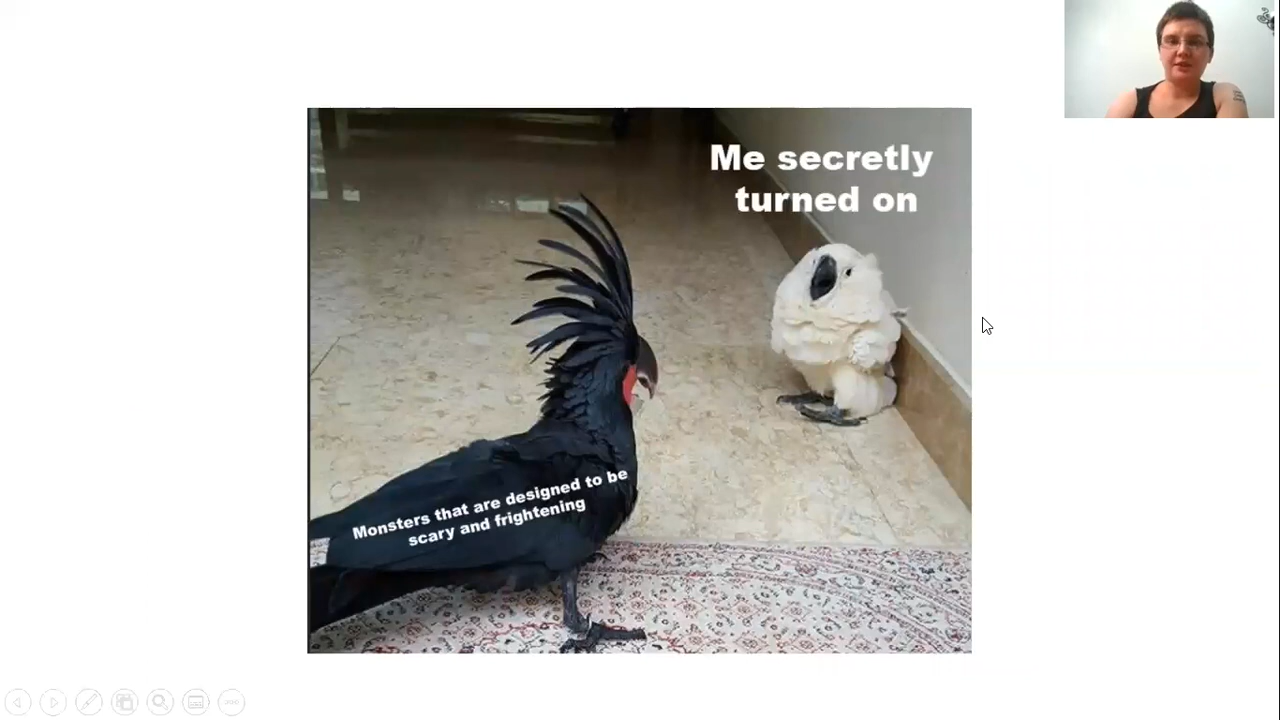 Me secretly
turned on
Monsters that are designed to be
scary and frightening